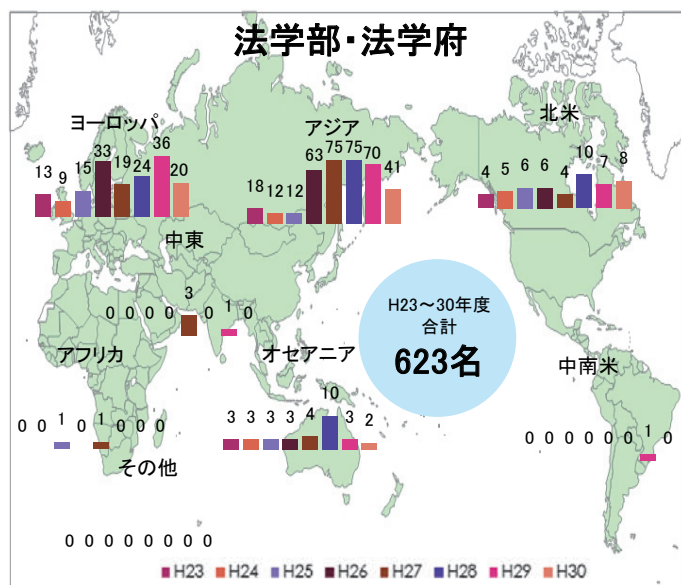 法学部・法学府
ヨーロッパ
13 9 15 33 19 24 36 20
アジア
18 12 12 63 75 75 70 41
北米
4 5 6 6 4 10 7 8
中東
0 0 0 0 3 0 1 0
H23～30年度
合計
623名
アフリカ
0 0 1 0 1 0 0 0
オセアニア
3 3 3 3 4 10 3 2
中南米
0 0 0 0 0 0 1 0
その他
0 0 0 0 0 0 0 0
H23 H24 H25 H26 H27 H28 H29 H30